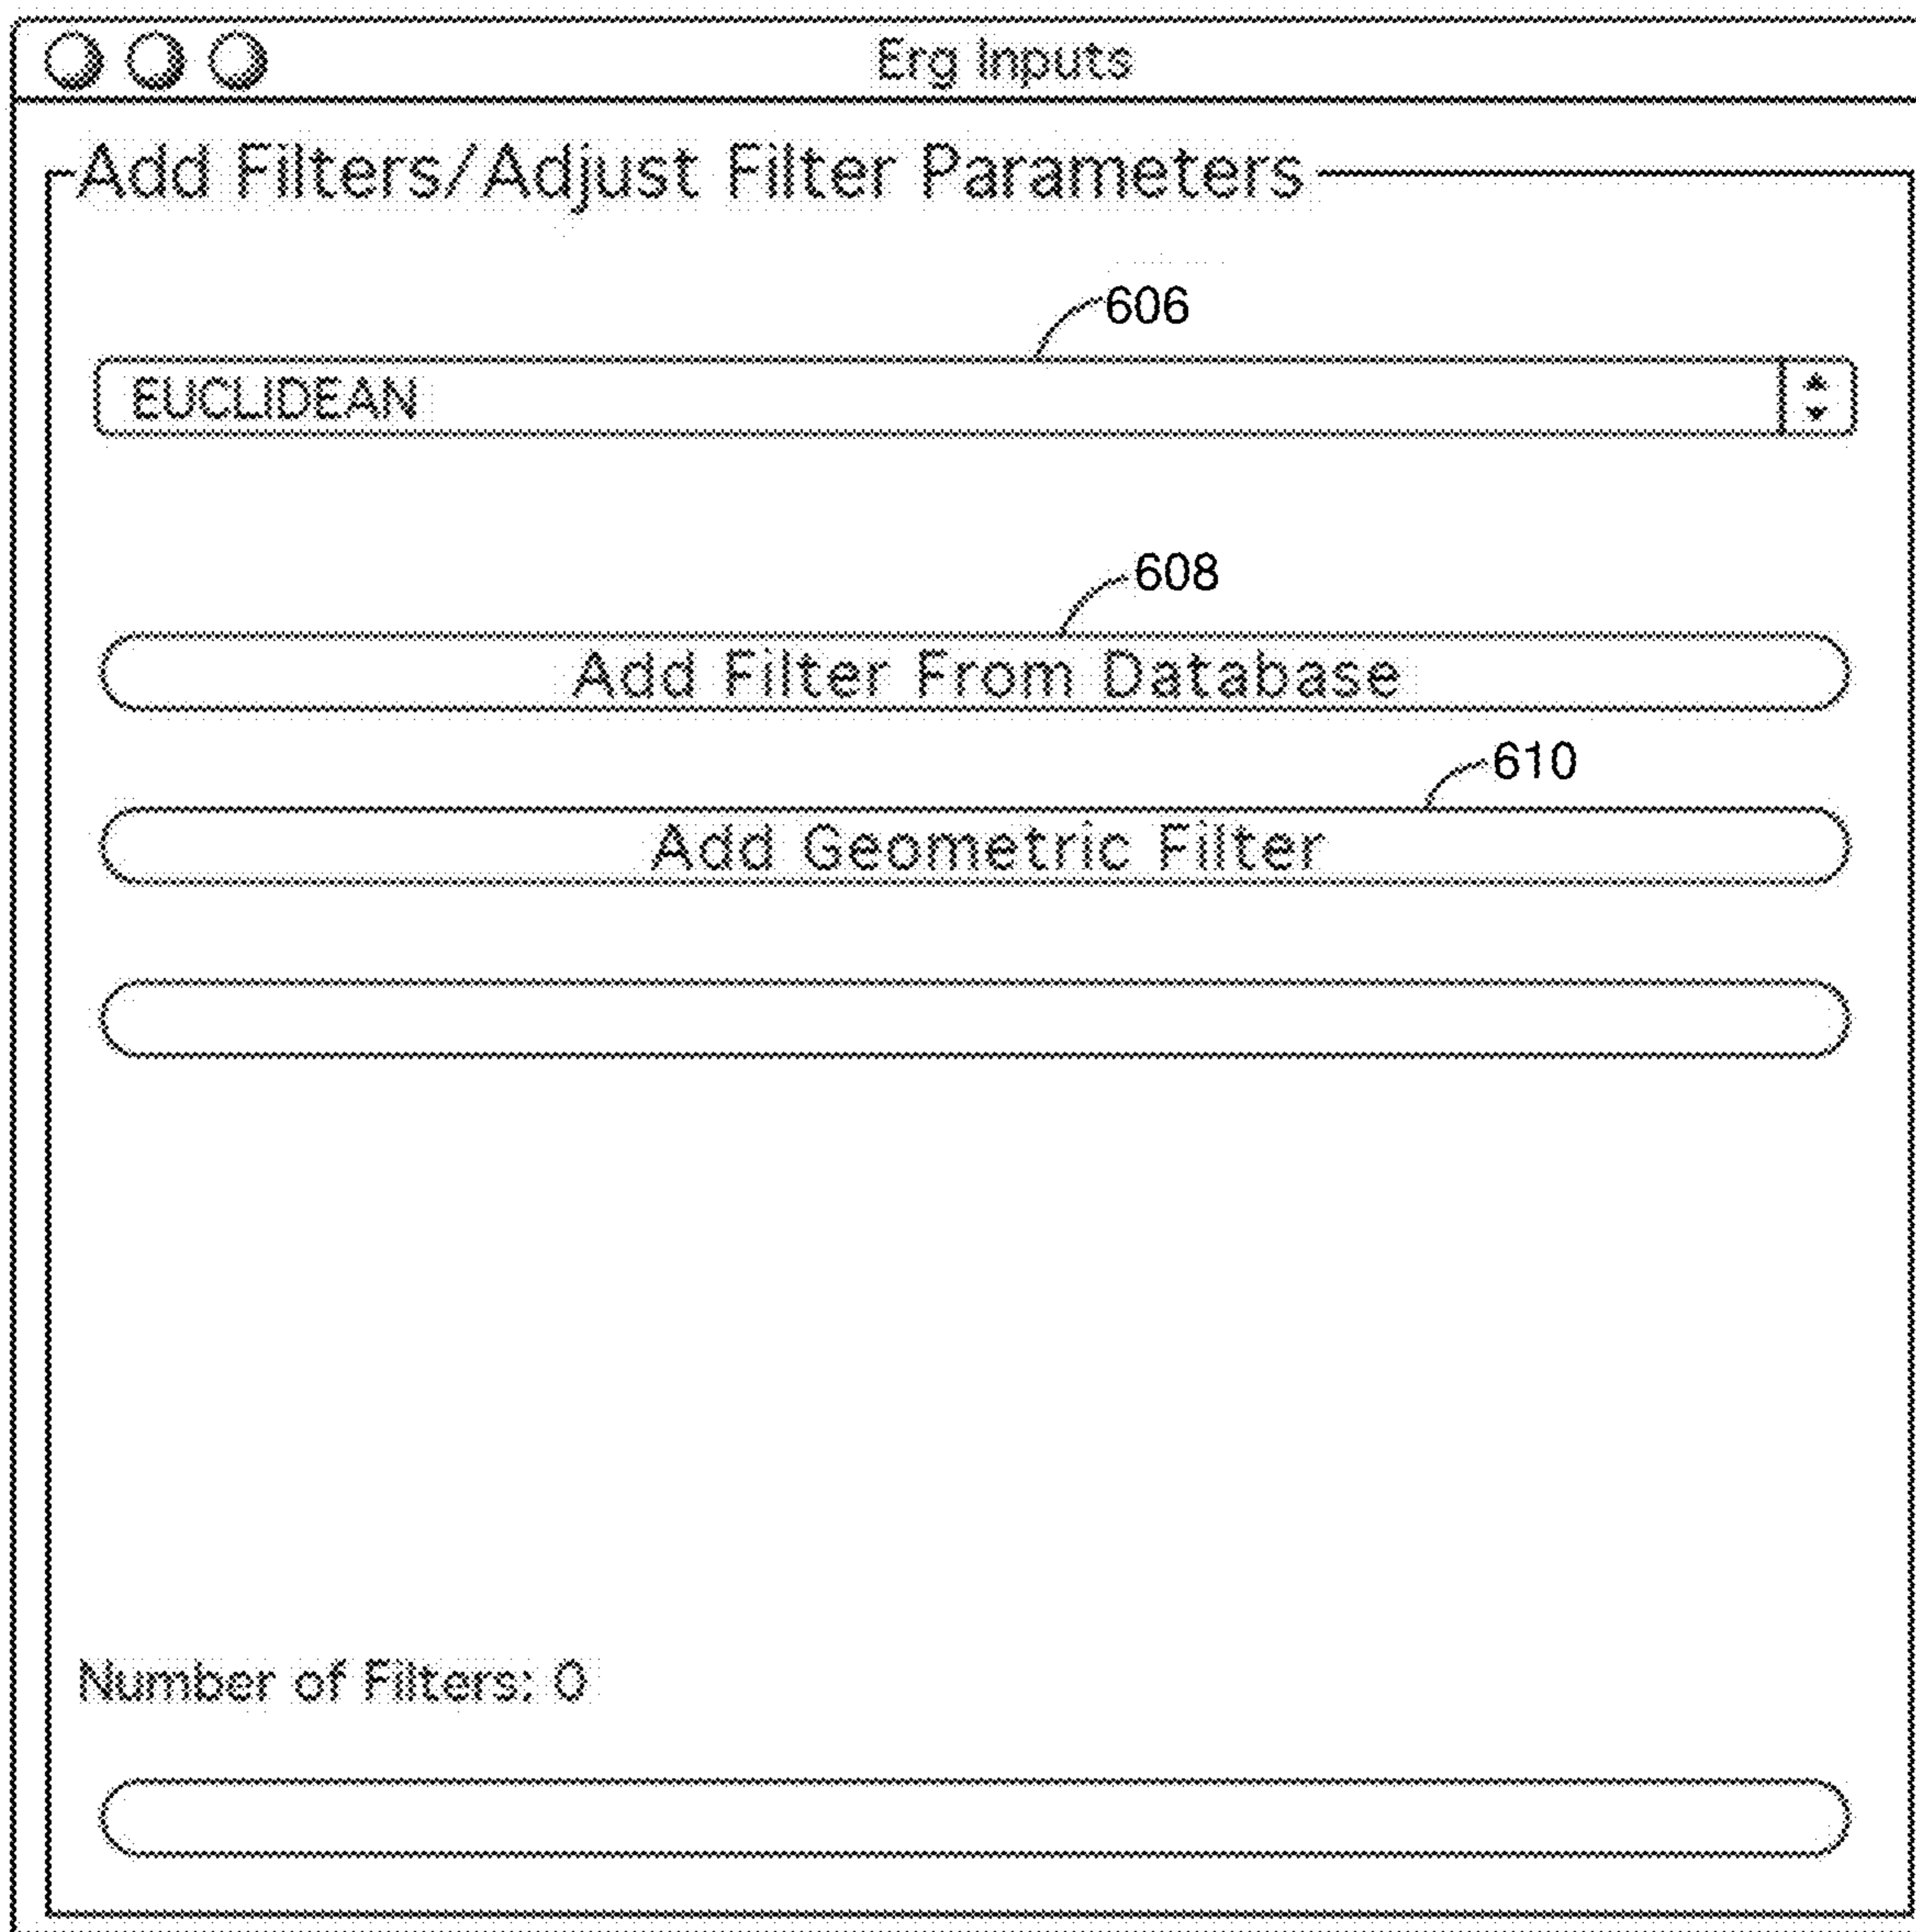 Erg Inputs
Add Filters/Adjust Filter Parameters
606
EUCLIDEAN
608
Add Filter From Database
610
Add Geometric Filter
Number of Filters: 0